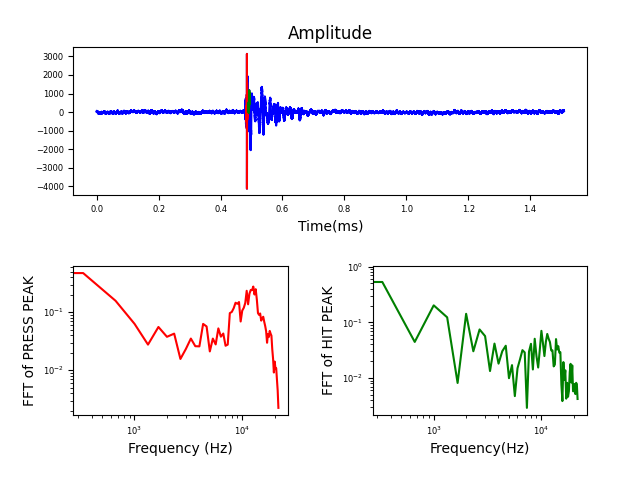 Amplitude
3000
2000
1000
0
−1000
−2000
−3000
−4000
0.0 0.2 0.4 0.6 0.8 1.0 1.2 1.4
Time(ms)
FFT of PRESS PEAK
10⁻¹
10⁻²
10³ 10⁴
Frequency (Hz)
FFT of HIT PEAK
10⁰
10⁻¹
10⁻²
10³ 10⁴
Frequency(Hz)